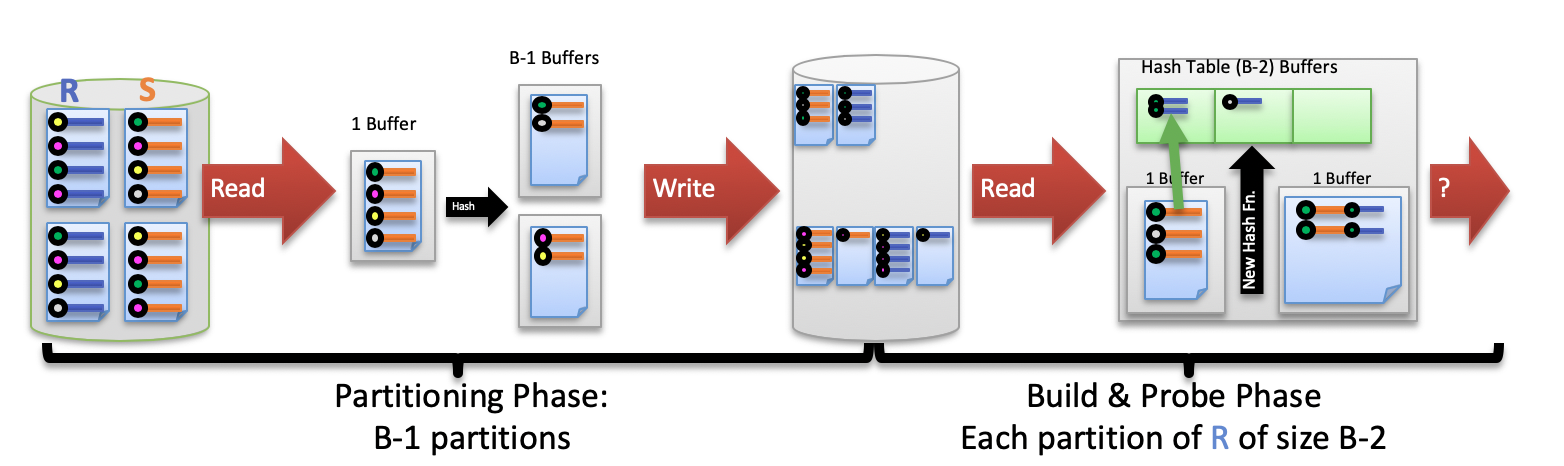 R S
Read
1 Buffer
Hash
B-1 Buffers
Write
Read
Hash Table (B-2) Buffers
1 Buffer
New Hash Fn.
1 Buffer
?
Partitioning Phase:
B-1 partitions
Build & Probe Phase
Each partition of R of size B-2